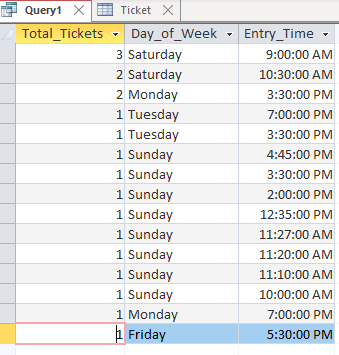 Query1 Ticket
Total_Tickets Day_of_Week Entry_Time
3 Saturday 9:00:00 AM
2 Saturday 10:30:00 AM
2 Monday 3:30:00 PM
1 Tuesday 7:00:00 PM
1 Tuesday 3:30:00 PM
1 Sunday 4:45:00 PM
1 Sunday 3:30:00 PM
1 Sunday 2:00:00 PM
1 Sunday 12:35:00 PM
1 Sunday 11:27:00 AM
1 Sunday 11:20:00 AM
1 Sunday 11:10:00 AM
1 Sunday 10:00:00 AM
1 Monday 7:00:00 PM
1 Friday 5:30:00 PM